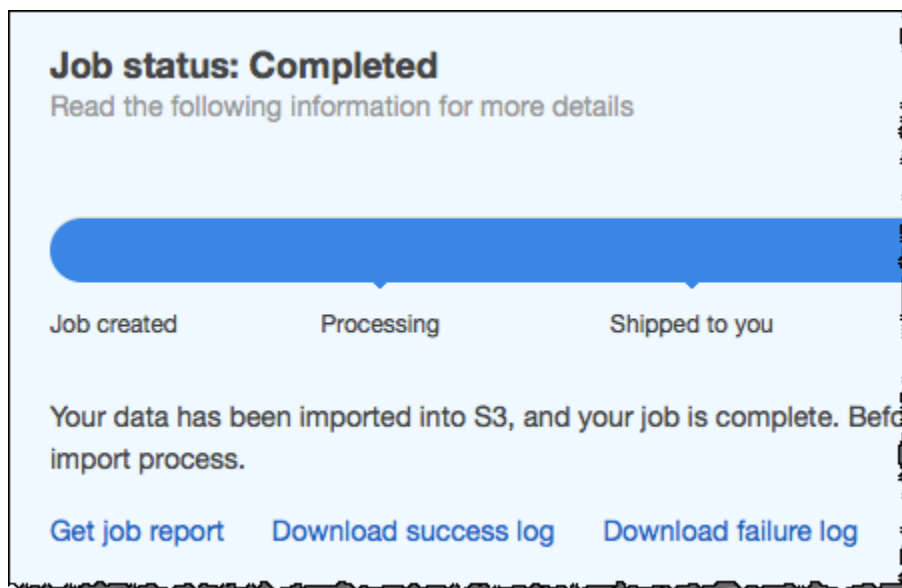 Job status: Completed
Read the following information for more details
Job created Processing Shipped to you
Your data has been imported into S3, and your job is complete.
import process.
Get job report Download success log Download failure log